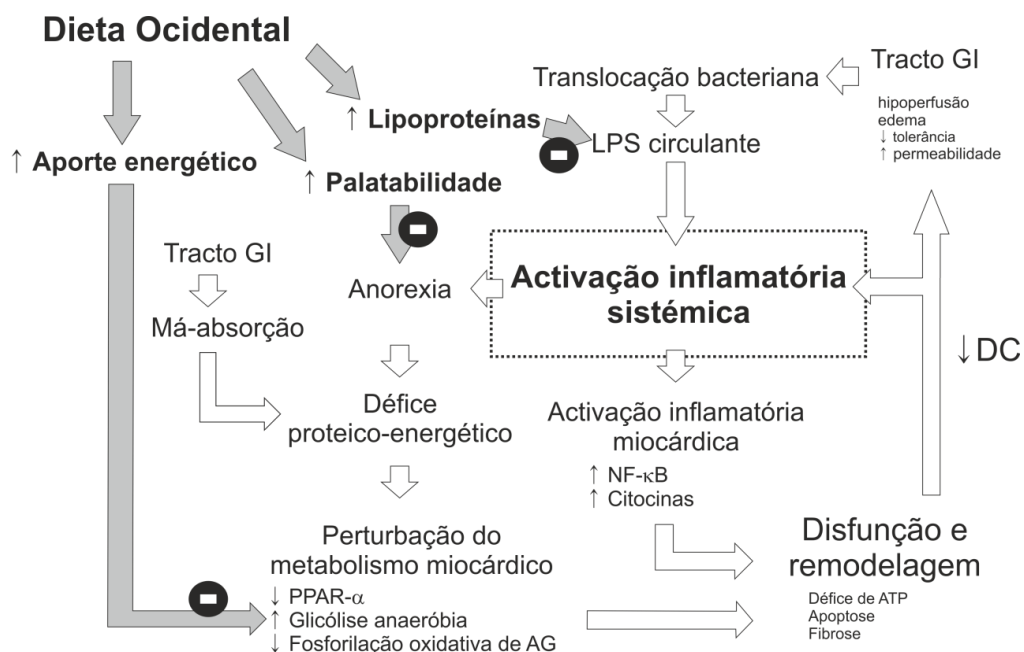 Dieta Ocidental
↑ Lipoproteínas
↑ Aporte energético
↑ Palatabilidade
Translocação bacteriana
Tracto GI
hipoperfusão
edema
↓ tolerância
↑ permeabilidade
LPS circulante
Tracto GI
Má-absorção
Anorexia
Activação inflamatória
sistémica
↓ DC
Défice
proteico-energético
Activação inflamatória
miocárdica
↑ NF-κB
↑ Citocinas
Perturbação do
metabolismo miocárdico
↓ PPAR-α
↑ Glicólise anaeróbia
↓ Fosforilação oxidativa de AG
Disfunção e
remodelagem
Défice de ATP
Apoptose
Fibrose